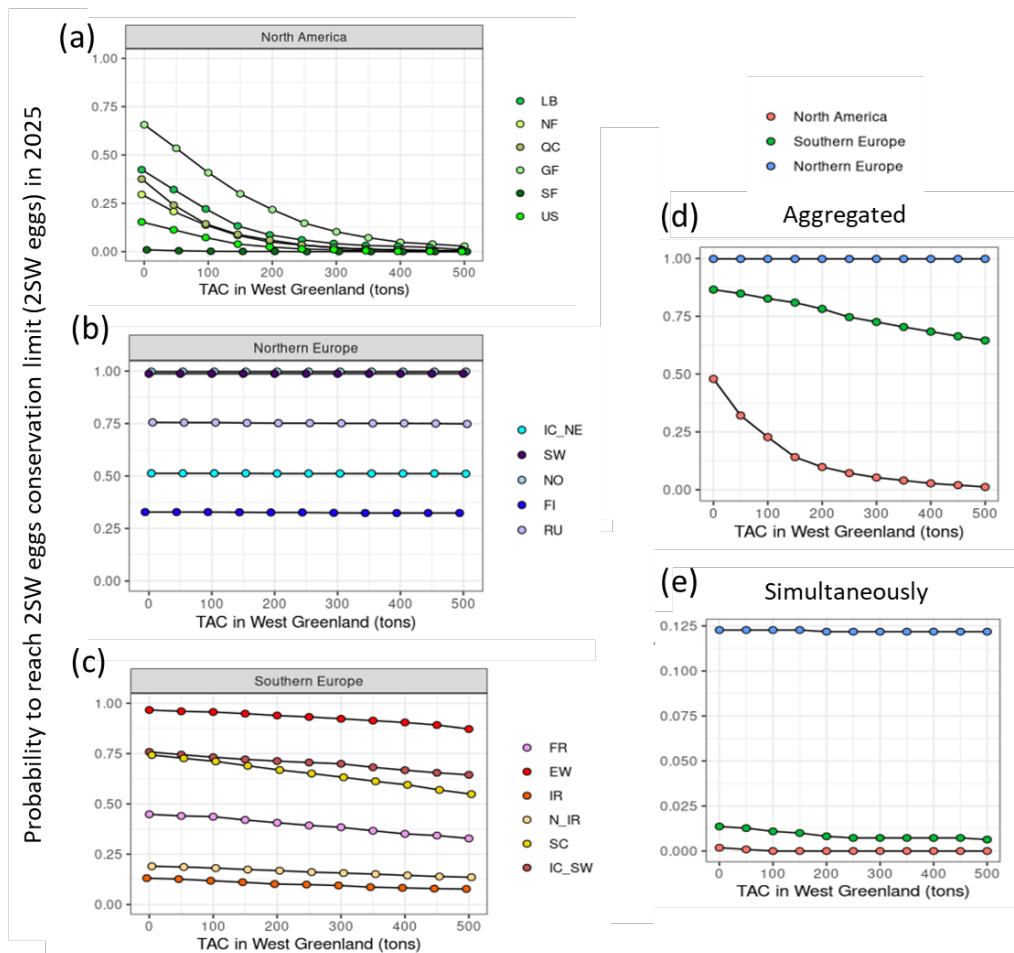 Probability to reach 2SW eggs conservation limit (2SW eggs) in 2025
(a)
North America
1.00
0.75
0.50
0.25
0.00
0 100 200 300 400 500
TAC in West Greenland (tons)
LB
NF
QC
GF
SF
US
(b)
Northern Europe
1.00
0.75
0.50
0.25
0.00
0 100 200 300 400 500
TAC in West Greenland (tons)
IC_NE
SW
NO
FI
RU
(c)
Southern Europe
1.00
0.75
0.50
0.25
0.00
0 100 200 300 400 500
TAC in West Greenland (tons)
FR
EW
IR
N_IR
SC
IC_SW
North America
Southern Europe
Northern Europe
(d)
Aggregated
1.00
0.75
0.50
0.25
0.00
0 100 200 300 400 500
TAC in West Greenland (tons)
(e)
Simultaneously
0.125
0.100
0.075
0.050
0.025
0.000
0 100 200 300 400 500
TAC in West Greenland (tons)